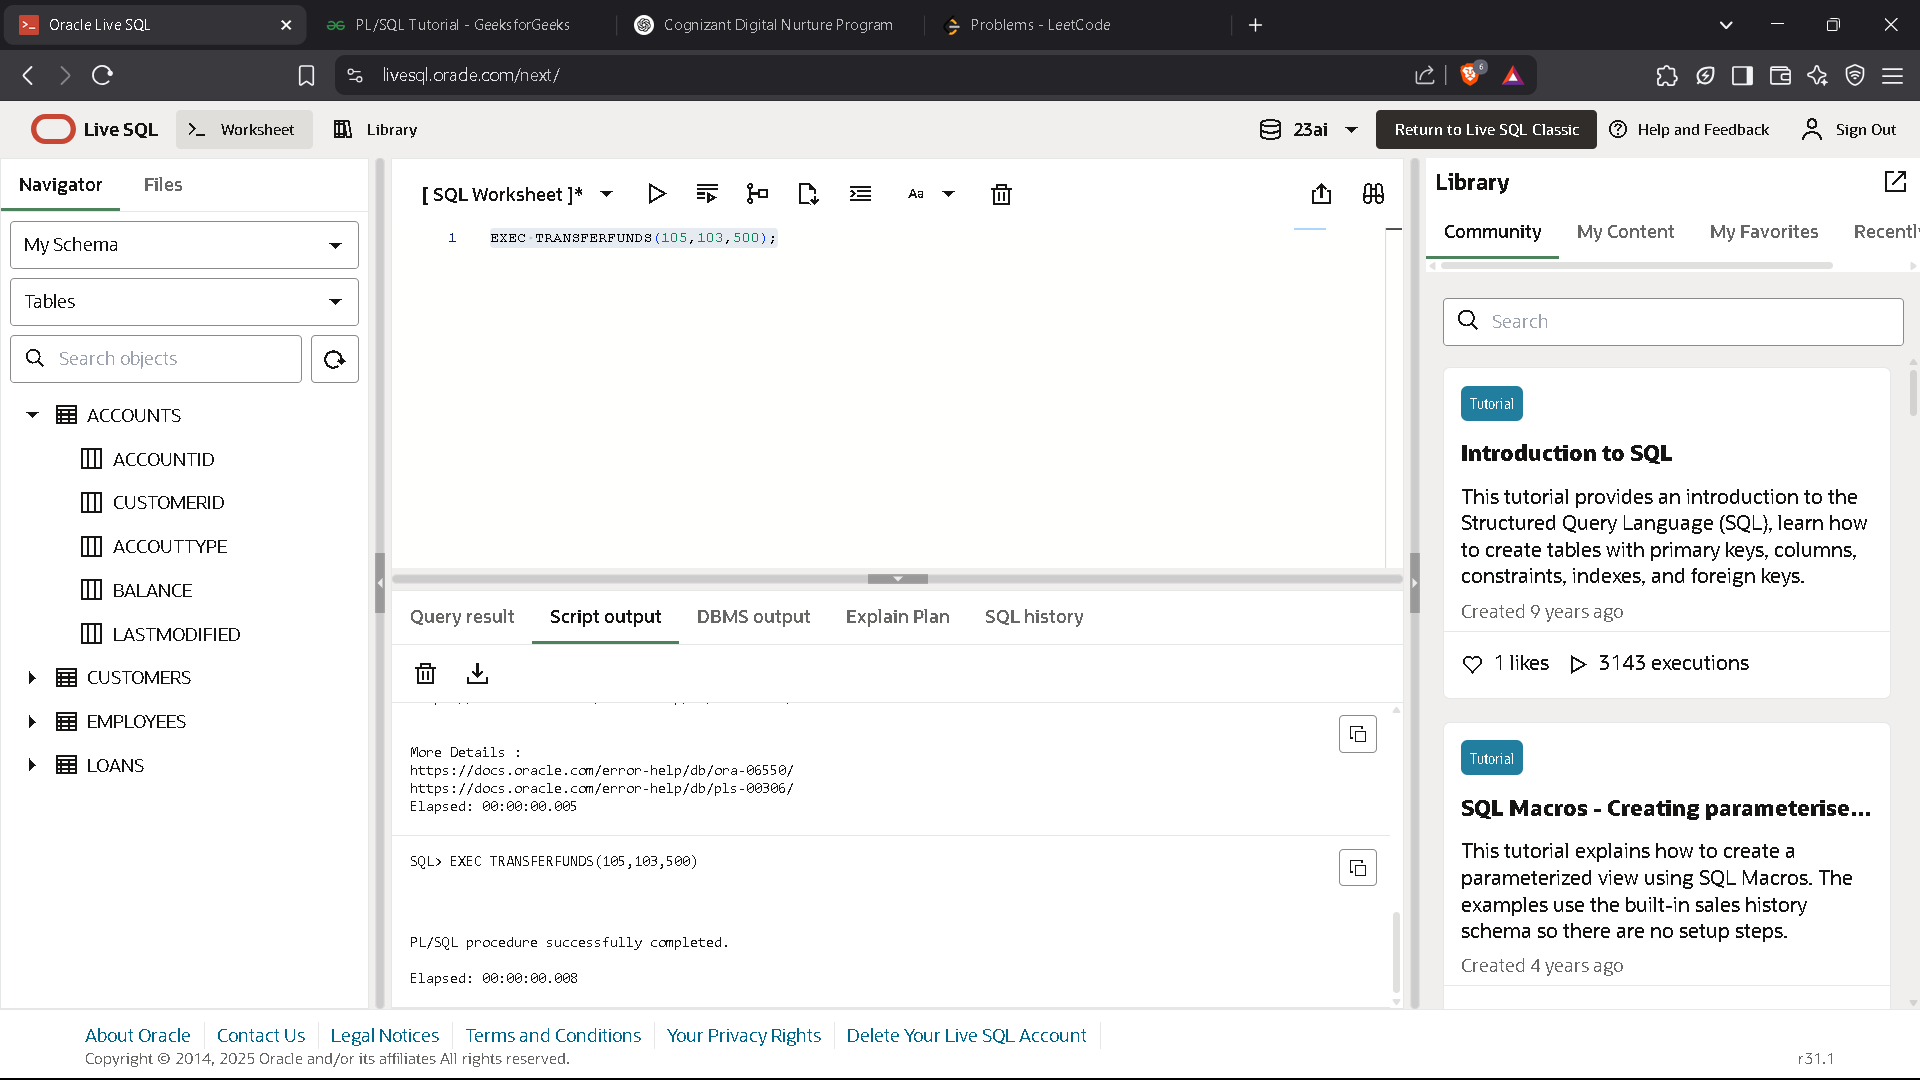 Oracle Live SQL
PL/SQL Tutorial - GeeksforGeeks
Cognizant Digital Nurture Program
Problems - LeetCode
livesql.oracle.com/next/
6
Live SQL
Worksheet
Library
23ai
Return to Live SQL Classic
Help and Feedback
Sign Out
Navigator
Files
My Schema
Tables
Search objects
ACCOUNTS
ACCOUNTID
CUSTOMERID
ACCOUTTYPE
BALANCE
LASTMODIFIED
CUSTOMERS
EMPLOYEES
LOANS
[ SQL Worksheet ]*
Aa
1 EXEC TRANSFERFUNDS(105,103,500);
Query result
Script output
DBMS output
Explain Plan
SQL history
More Details :
https://docs.oracle.com/error-help/db/ora-06550/
https://docs.oracle.com/error-help/db/pls-00306/
Elapsed: 00:00:00.005
SQL> EXEC TRANSFERFUNDS(105,103,500)
PL/SQL procedure successfully completed.
Elapsed: 00:00:00.008
Library
Community
My Content
My Favorites
Recently
Search
Tutorial
Introduction to SQL
This tutorial provides an introduction to the
Structured Query Language (SQL), learn how
to create tables with primary keys, columns,
constraints, indexes, and foreign keys.
Created 9 years ago
1 likes
3143 executions
Tutorial
SQL Macros - Creating parameterise...
This tutorial explains how to create a
parameterized view using SQL Macros. The
examples use the built-in sales history
schema so there are no setup steps.
Created 4 years ago
About Oracle
Contact Us
Legal Notices
Terms and Conditions
Your Privacy Rights
Delete Your Live SQL Account
Copyright © 2014, 2025 Oracle and/or its affiliates All rights reserved.
r31.1